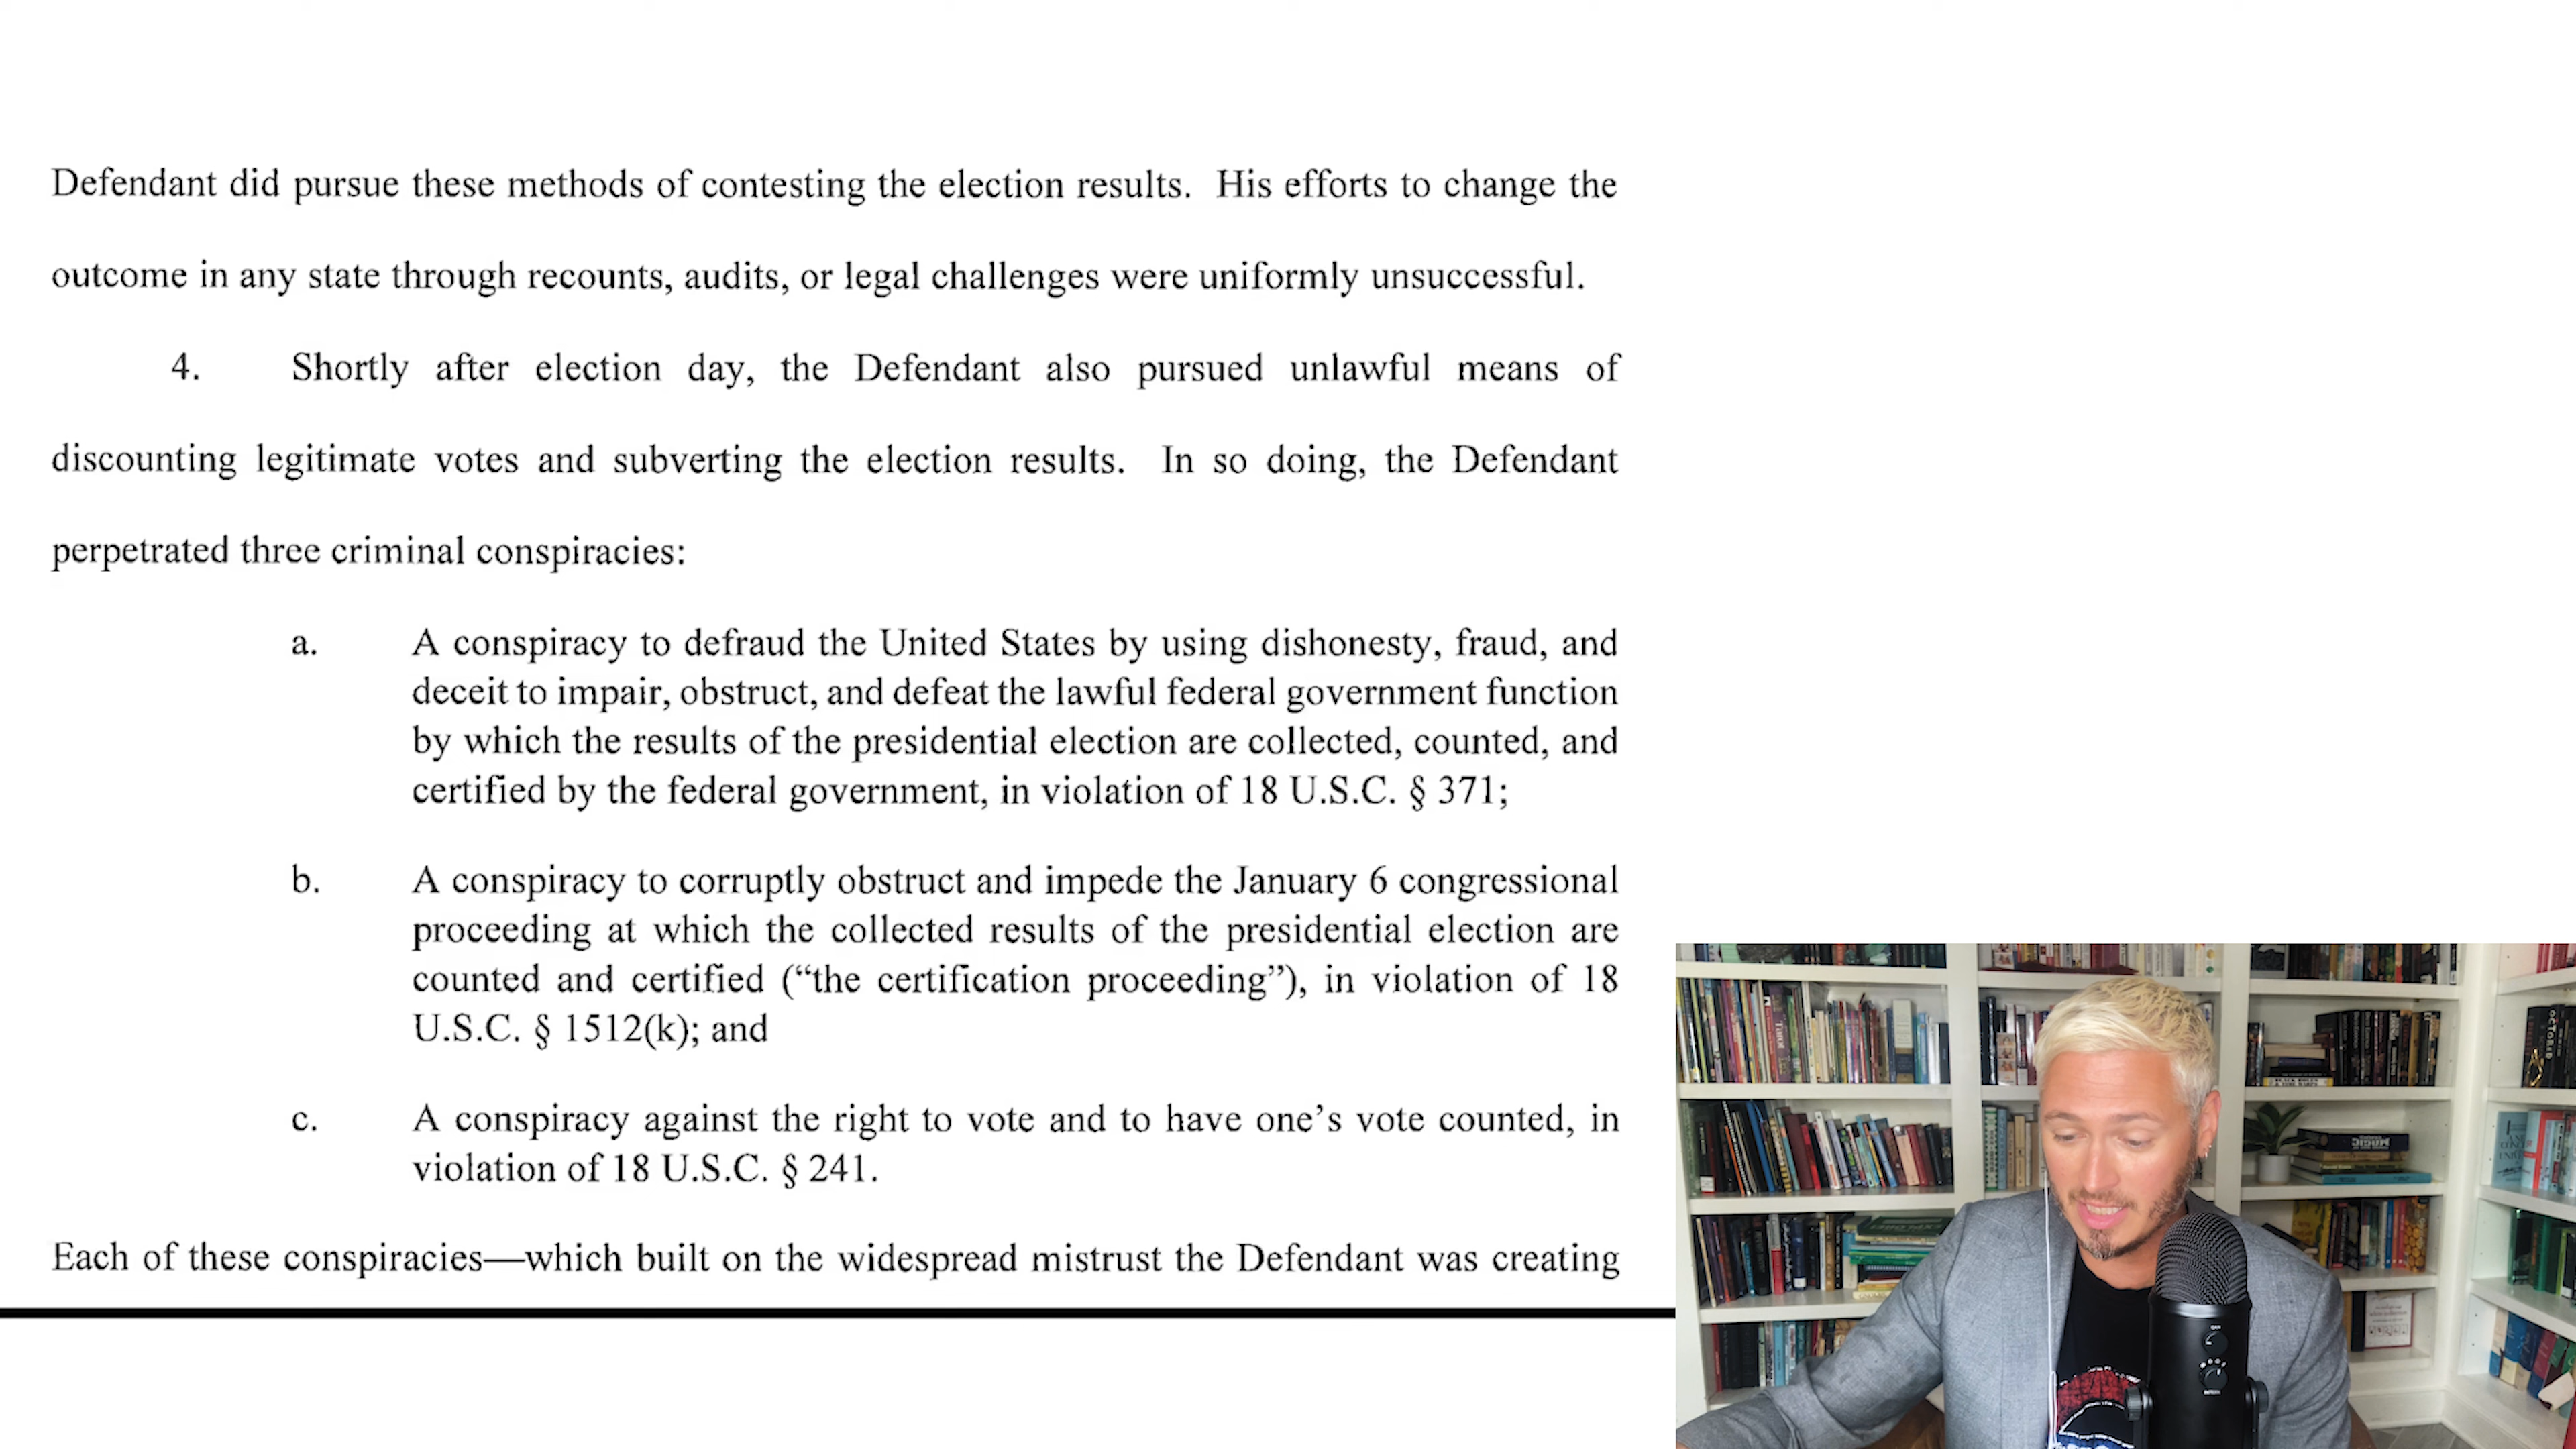 Defendant did pursue these methods of contesting the election results. His efforts to change the
outcome in any state through recounts, audits, or legal challenges were uniformly unsuccessful.
4. Shortly after election day, the Defendant also pursued unlawful means of
discounting legitimate votes and subverting the election results. In so doing, the Defendant
perpetrated three criminal conspiracies:
a. A conspiracy to defraud the United States by using dishonesty, fraud, and
deceit to impair, obstruct, and defeat the lawful federal government function
by which the results of the presidential election are collected, counted, and
certified by the federal government, in violation of 18 U.S.C. § 371;
b. A conspiracy to corruptly obstruct and impede the January 6 congressional
proceeding at which the collected results of the presidential election are
counted and certified (“the certification proceeding”), in violation of 18
U.S.C. § 1512(k); and
c. A conspiracy against the right to vote and to have one’s vote counted, in
violation of 18 U.S.C. § 241.
Each of these conspiracies—which built on the widespread mistrust the Defendant was creating